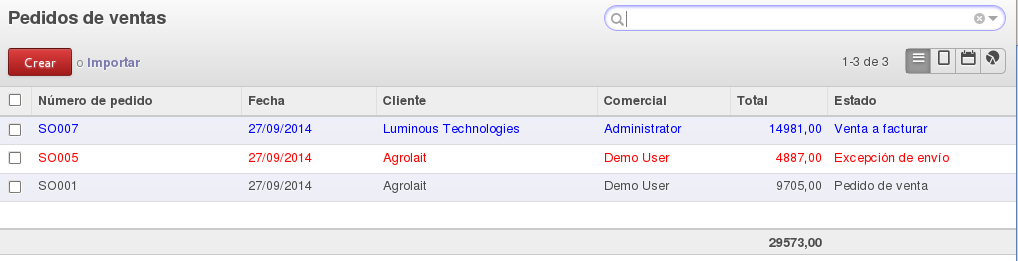 Pedidos de ventas
Crear o Importar 1-3 de 3
Número de pedido Fecha Cliente Comercial Total Estado
SO007 27/09/2014 Luminous Technologies Administrator 14981,00 Venta a facturar
SO005 27/09/2014 Agrolait Demo User 4887,00 Excepción de envío
SO001 27/09/2014 Agrolait Demo User 9705,00 Pedido de venta
29573,00